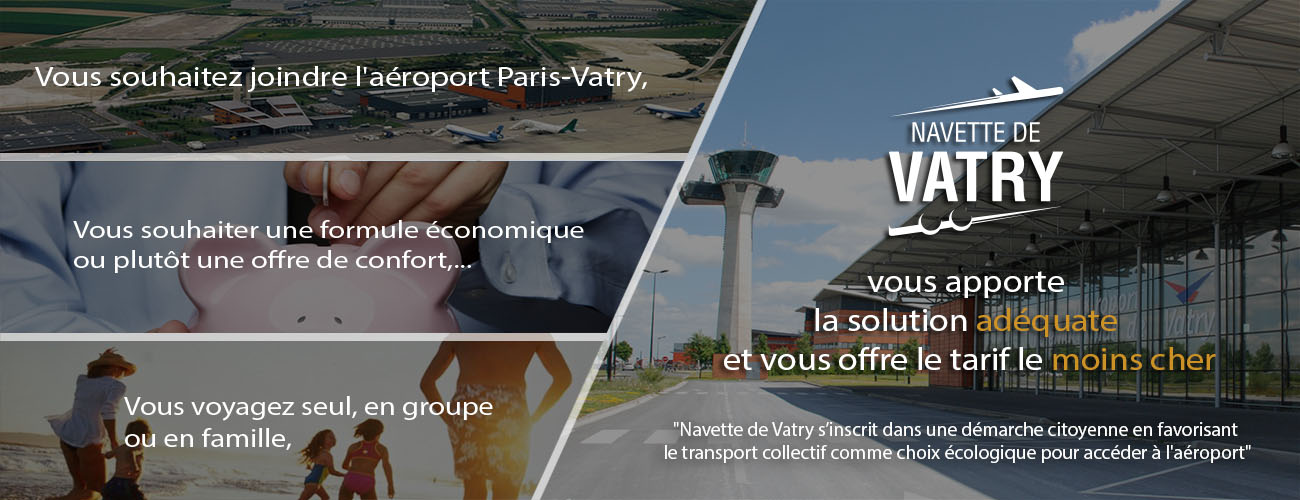 Vous souhaitez joindre l'aéroport Paris-Vatry,
Vous souhaiter une formule économique
ou plutôt une offre de confort,...
Vous voyagez seul, en groupe
ou en famille,
NAVETTE DE
VATRY
vous apporte
la solution adéquate
et vous offre le tarif le moins cher
"Navette de Vatry s’inscrit dans une démarche citoyenne en favorisant
le transport collectif comme choix écologique pour accéder à l'aéroport"
aéroport
Vatry